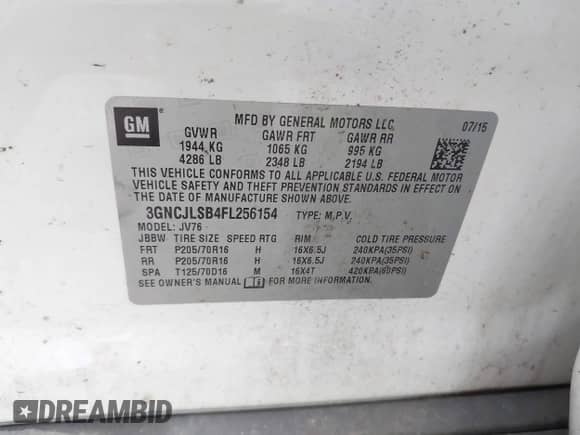 GM
MFD BY GENERAL MOTORS LLC
07/15
GVWR GAWR FRT GAWR RR
1944 KG 1065 KG 995 KG
4286 LB 2348 LB 2194 LB
THIS VEHICLE CONFORMS TO ALL APPLICABLE U.S. FEDERAL MOTOR
VEHICLE SAFETY AND THEFT PREVENTION STANDARDS IN EFFECT ON
THE DATE OF MANUFACTURE SHOWN ABOVE.
3GNCJLSB4FL256154 TYPE: M.P.V.
MODEL: JV76
JBBW TIRE SIZE SPEED RTG RIM COLD TIRE PRESSURE
FRT P205/70R16 H 16X6.5J 240KPA(35PSI)
RR P205/70R16 H 16X6.5J 240KPA(35PSI)
SPA T125/70D16 M 16X4T 420KPA(60PSI)
SEE OWNER'S MANUAL FOR MORE INFORMATION.
DREAMBID